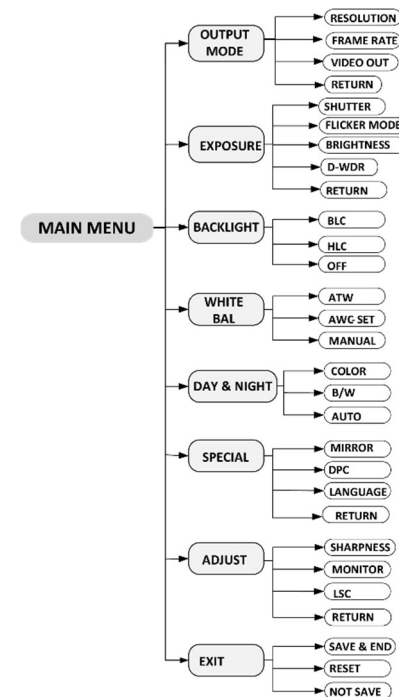 MAIN MENU
OUTPUT
MODE
RESOLUTION
FRAME RATE
VIDEO OUT
RETURN
EXPOSURE
SHUTTER
FLICKER MODE
BRIGHTNESS
D-WDR
RETURN
BACKLIGHT
BLC
HLC
OFF
WHITE
BAL
ATW
AWC SET
MANUAL
DAY & NIGHT
COLOR
B/W
AUTO
SPECIAL
MIRROR
DPC
LANGUAGE
RETURN
ADJUST
SHARPNESS
MONITOR
LSC
RETURN
EXIT
SAVE & END
RESET
NOT SAVE